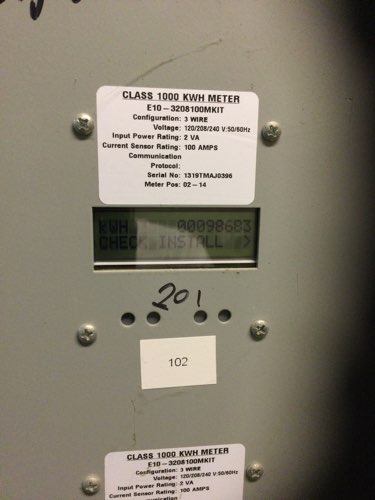 CLASS 1000 KWH METER
E10-3208100MKIT
Configuration: 3 WIRE
Voltage: 120/208/240 V:50/60Hz
Input Power Rating: 2 VA
Current Sensor Rating: 100 AMPS
Communication
Protocol:
Serial No: 1319TMAJ0396
Meter Pos: 02-14
KWH 00098683
CHECK INSTALL >
201
102
CLASS 1000 KWH METER
E10-3208100MKIT
Configuration: 3 WIRE
Voltage: 120/208/240 V:50/60Hz
Input Power Rating: 2 VA
Current Sensor Rating: 100 AMPS